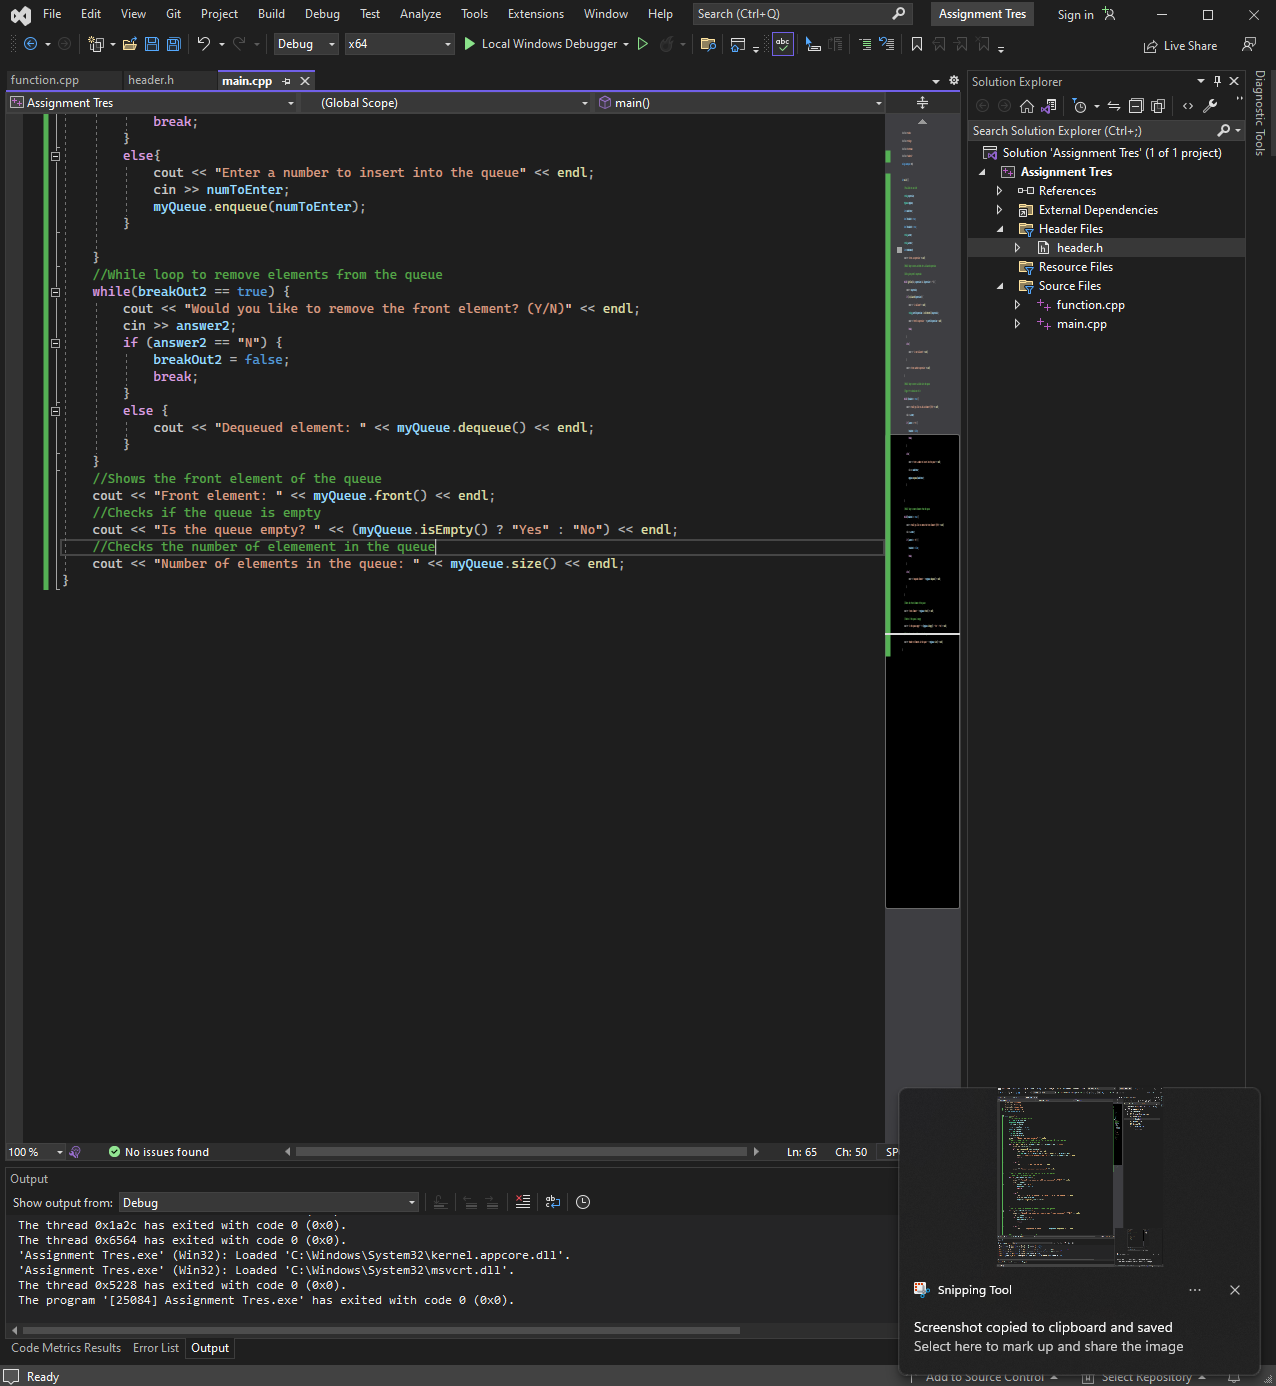 File Edit View Git Project Build Debug Test Analyze Tools Extensions Window Help Search (Ctrl+Q) Assignment Tres Sign in
Debug x64 Local Windows Debugger abc Live Share
function.cpp header.h main.cpp
Assignment Tres (Global Scope) main()
break;
}
else{
cout << "Enter a number to insert into the queue" << endl;
cin >> numToEnter;
myQueue.enqueue(numToEnter);
}
}
//While loop to remove elements from the queue
while(breakOut2 == true) {
cout << "Would you like to remove the front element? (Y/N)" << endl;
cin >> answer2;
if (answer2 == "N") {
breakOut2 = false;
break;
}
else {
cout << "Dequeued element: " << myQueue.dequeue() << endl;
}
}
//Shows the front element of the queue
cout << "Front element: " << myQueue.front() << endl;
//Checks if the queue is empty
cout << "Is the queue empty? " << (myQueue.isEmpty() ? "Yes" : "No") << endl;
//Checks the number of elemement in the queue
cout << "Number of elements in the queue: " << myQueue.size() << endl;
}
Solution Explorer
Search Solution Explorer (Ctrl+;)
Solution 'Assignment Tres' (1 of 1 project)
Assignment Tres
References
External Dependencies
Header Files
header.h
Resource Files
Source Files
function.cpp
main.cpp
Diagnostic Tools
100 % No issues found Ln: 65 Ch: 50 SP
Output
Show output from: Debug
The thread 0x1a2c has exited with code 0 (0x0).
The thread 0x6564 has exited with code 0 (0x0).
'Assignment Tres.exe' (Win32): Loaded 'C:\Windows\System32\kernel.appcore.dll'.
'Assignment Tres.exe' (Win32): Loaded 'C:\Windows\System32\msvcrt.dll'.
The thread 0x5228 has exited with code 0 (0x0).
The program '[25084] Assignment Tres.exe' has exited with code 0 (0x0).
Code Metrics Results Error List Output
Snipping Tool
Screenshot copied to clipboard and saved
Select here to mark up and share the image
Ready Add to Source Control Select Repository